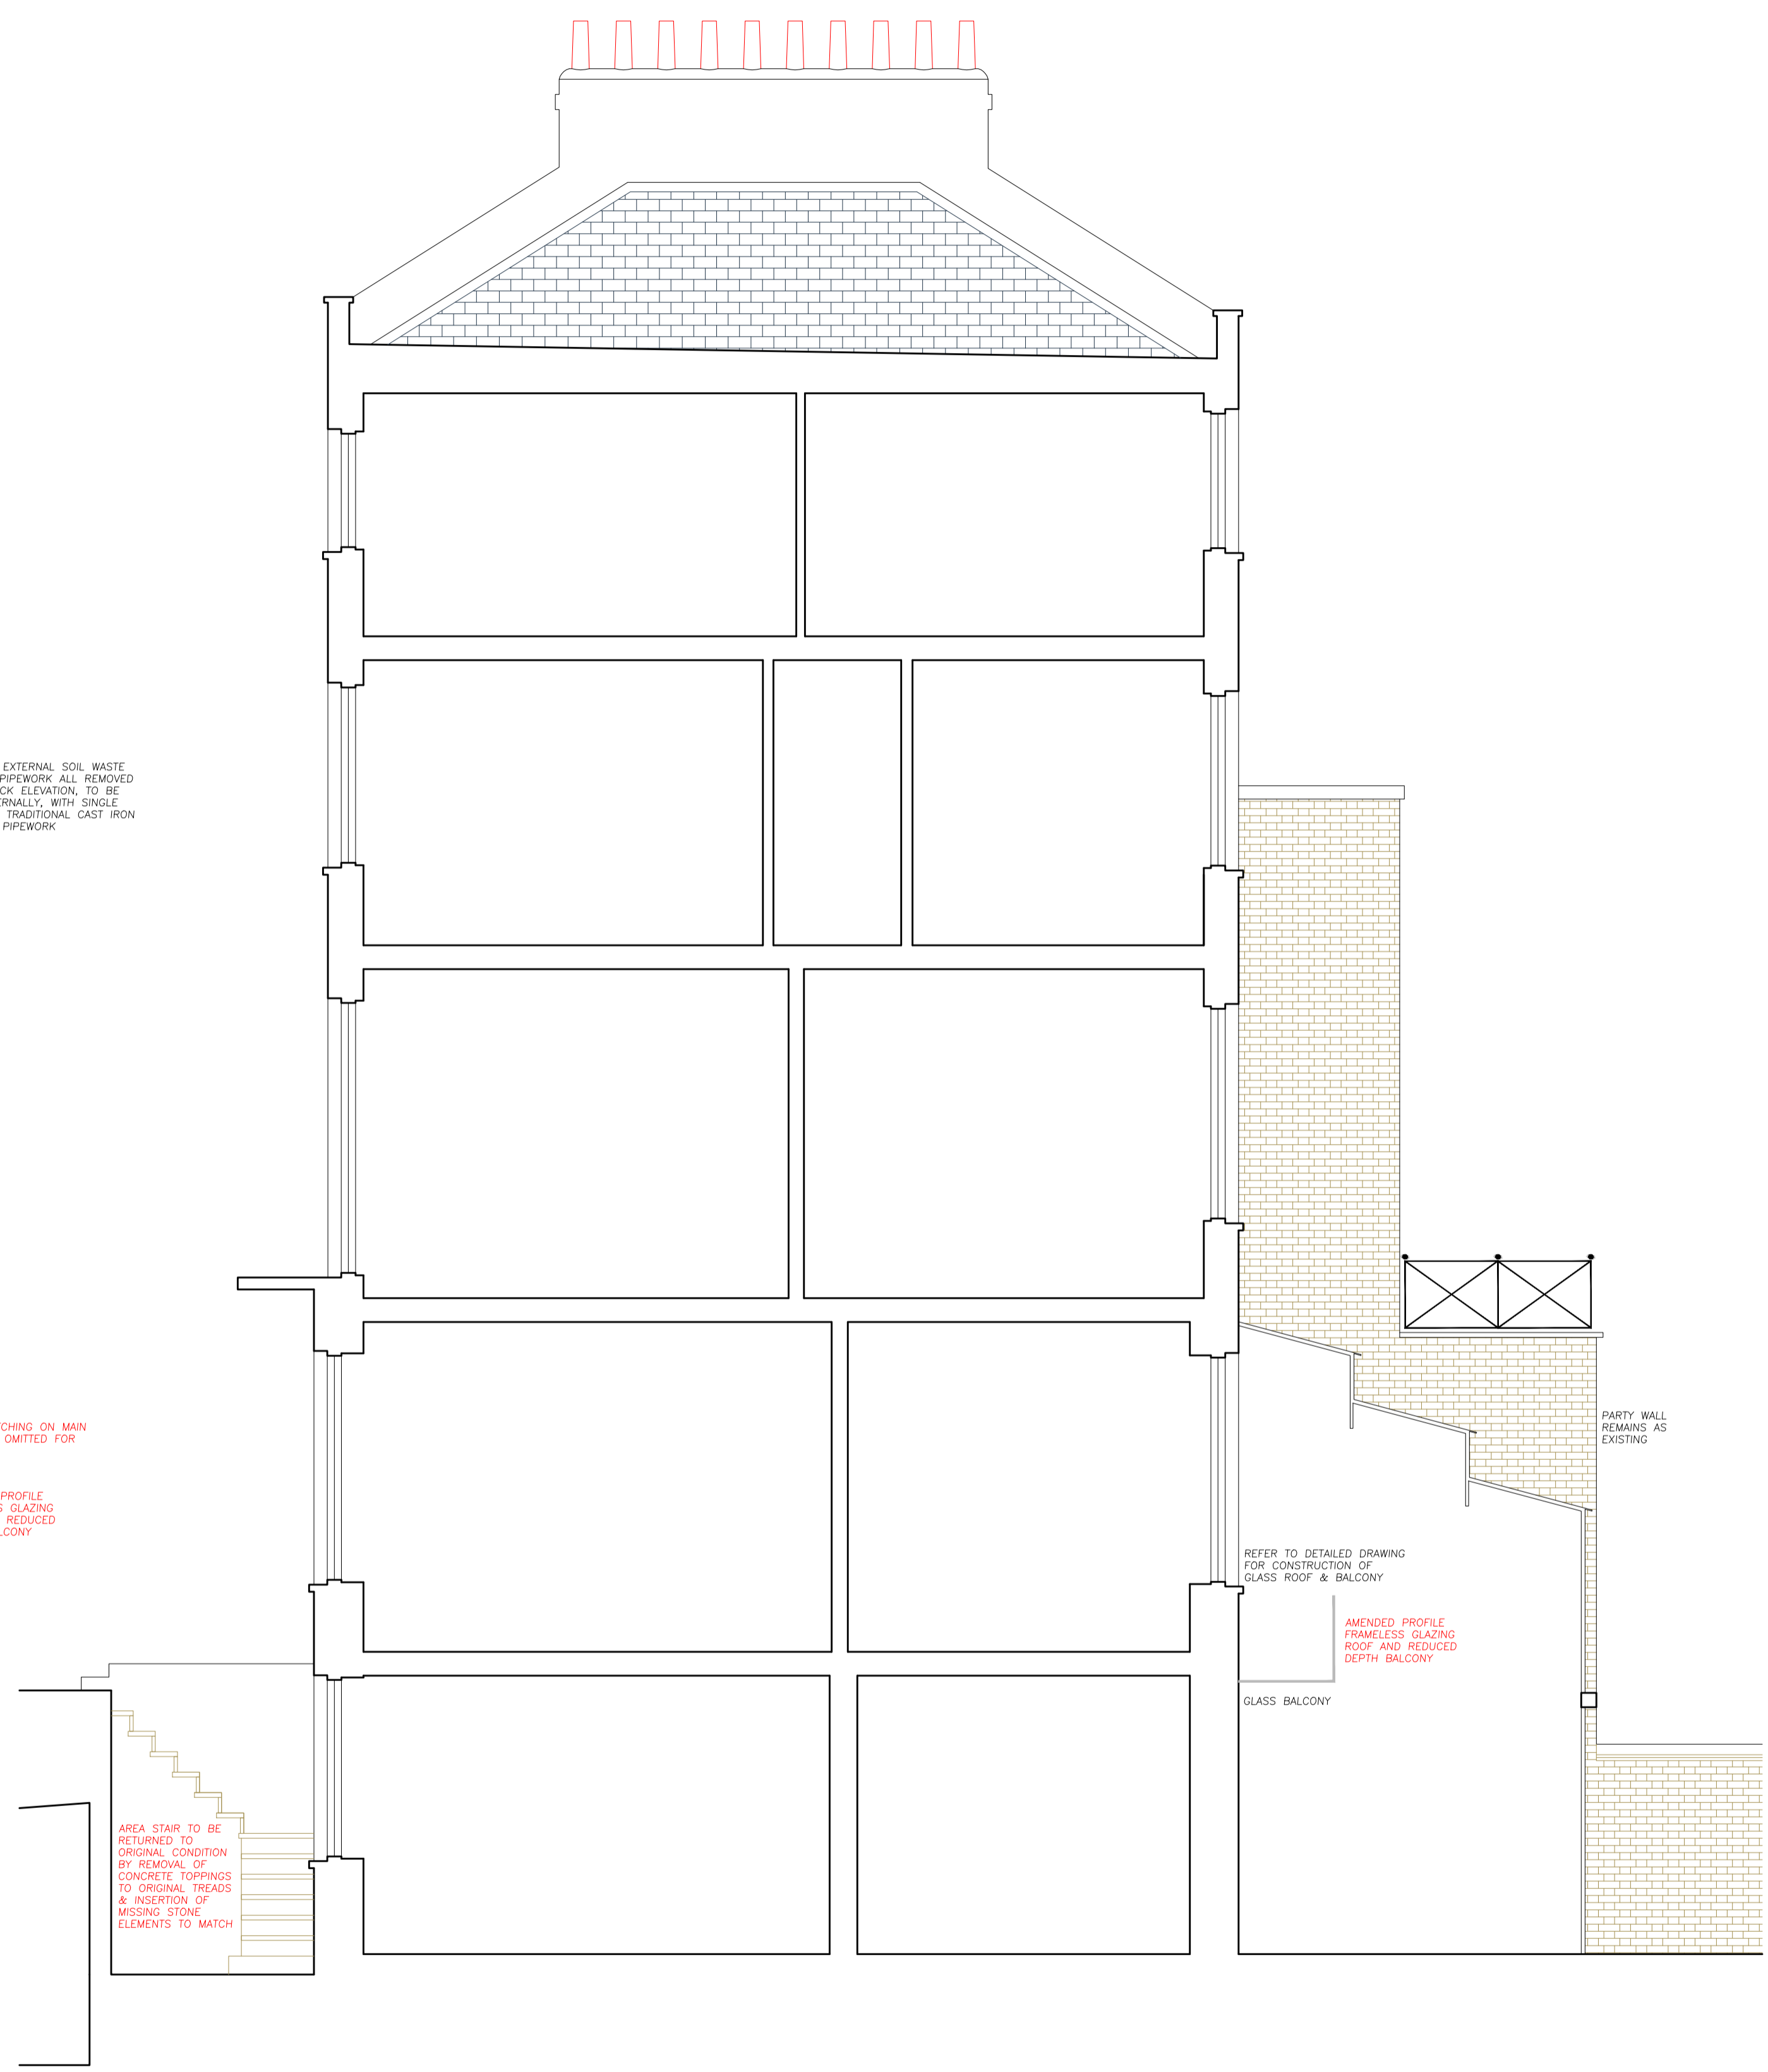 EXTERNAL SOIL WASTE
PIPEWORK ALL REMOVED
CK ELEVATION, TO BE
ERNALLY, WITH SINGLE
TRADITIONAL CAST IRON
PIPEWORK
TCHING ON MAIN
OMITTED FOR
PROFILE
S GLAZING
REDUCED
LCONY
PARTY WALL
REMAINS AS
EXISTING
REFER TO DETAILED DRAWING
FOR CONSTRUCTION OF
GLASS ROOF & BALCONY
AMENDED PROFILE
FRAMELESS GLAZING
ROOF AND REDUCED
DEPTH BALCONY
GLASS BALCONY
AREA STAIR TO BE
RETURNED TO
ORIGINAL CONDITION
BY REMOVAL OF
CONCRETE TOPPINGS
TO ORIGINAL TREADS
& INSERTION OF
MISSING STONE
ELEMENTS TO MATCH